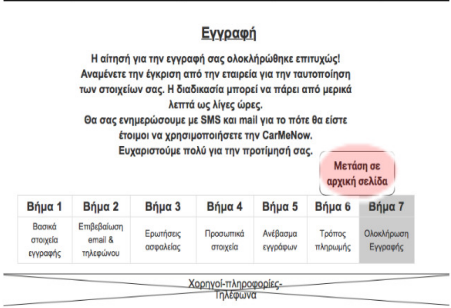 Εγγραφή
Η αίτησή για την εγγραφή σας ολοκλήρώθηκε επιτυχώς!
Αναμένετε την έγκριση από την εταιρεία για την ταυτοποίηση
των στοιχείων σας. Η διαδικασία μπορεί να πάρει από μερικά
λεπτά ως λίγες ώρες.
Θα σας ενημερώσουμε με SMS και mail για το πότε θα είστε
έτοιμοι να χρησιμοποιήσετε την CarMeNow.
Ευχαριστούμε πολύ για την προτίμησή σας.
Μετάση σε
αρχική σελίδα
Βήμα 1 Βήμα 2 Βήμα 3 Βήμα 4 Βήμα 5 Βήμα 6 Βήμα 7
Βασικά
στοιχεία
εγγραφής
Επιβεβαίωση
email &
τηλεφώνου
Ερωτήσεις
ασφαλείας
Προσωπικά
στοιχεία
Ανέβασμα
εγγράφων
Τρόπος
πληρωμής
Ολοκλήρωση
Εγγραφής
Χορηγοί-πληροφορίες-
Τηλέφωνα